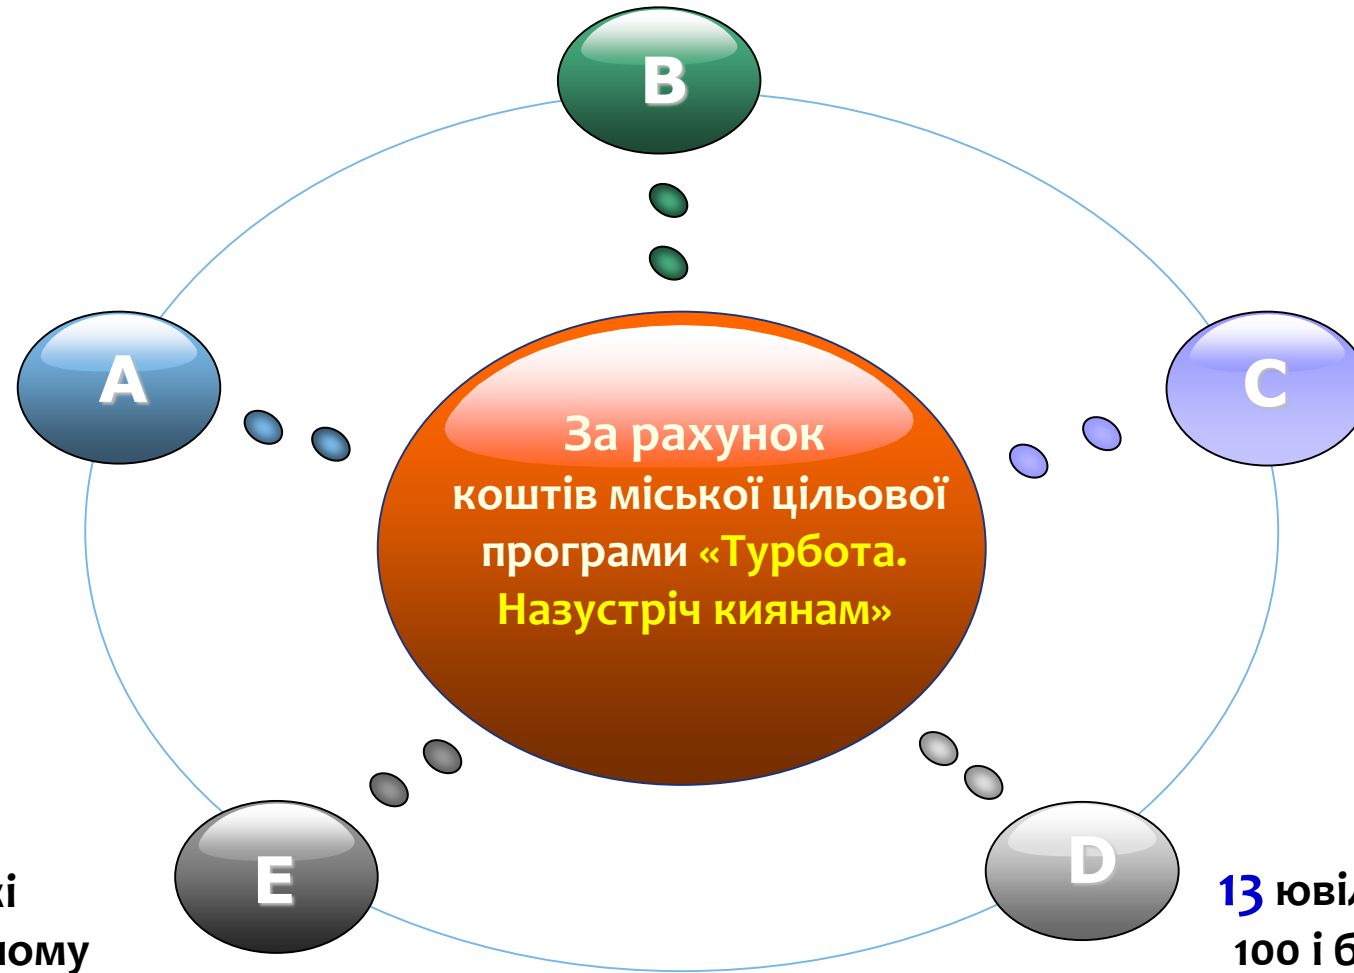 B
A
C
За рахунок
коштів міської цільової
програми «Турбота.
Назустріч киянам»
E
D
13
100 і